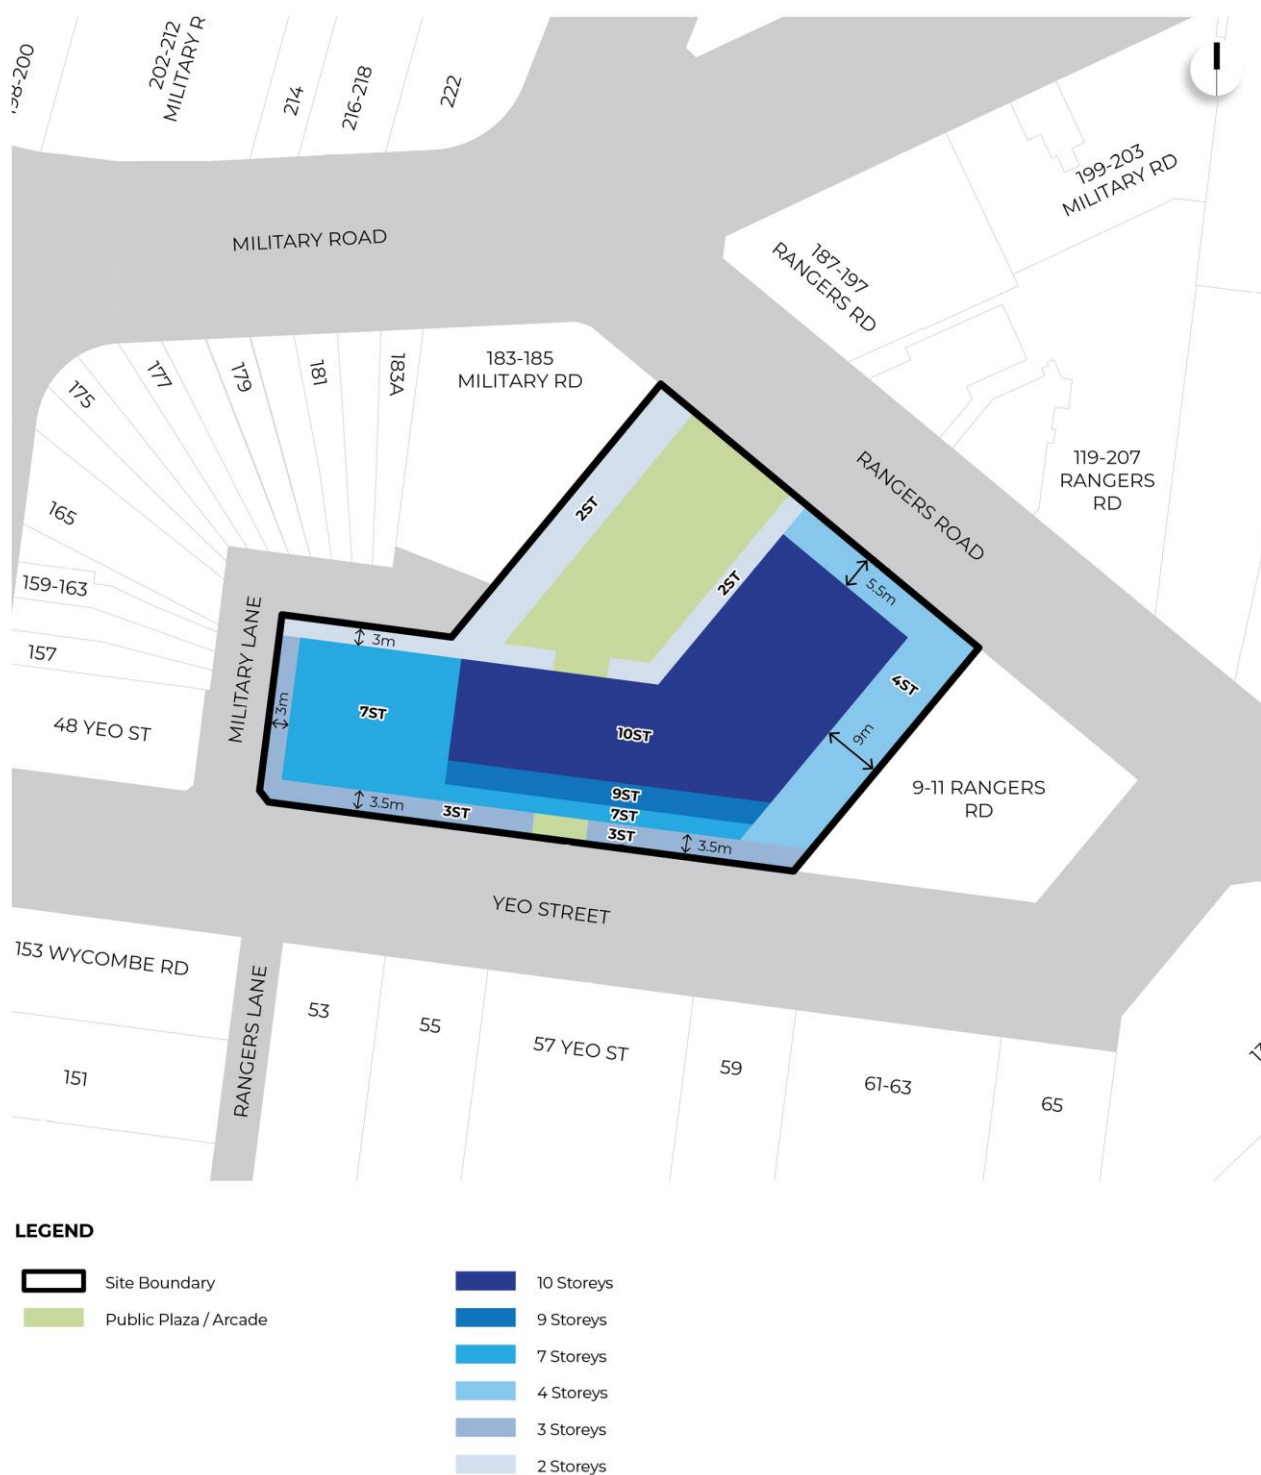 198-200
202-212
MILITARY R
214
216-218
222
199-203
MILITARY RD
MILITARY ROAD
187-197
RANGERS RD
175
177
179
181
183A
183-185
MILITARY RD
RANGERS ROAD
119-207
RANGERS
RD
165
159-163
157
48 YEO ST
MILITARY LANE
2ST
2ST
5.5m
3m
3m
4ST
7ST
10ST
9m
9ST
7ST
3.5m
3ST
3ST
3.5m
9-11 RANGERS
RD
YEO STREET
153 WYCOMBE RD
151
RANGERS LANE
53
55
57 YEO ST
59
61-63
65
LEGEND
Site Boundary
Public Plaza / Arcade
10 Storeys
9 Storeys
7 Storeys
4 Storeys
3 Storeys
2 Storeys